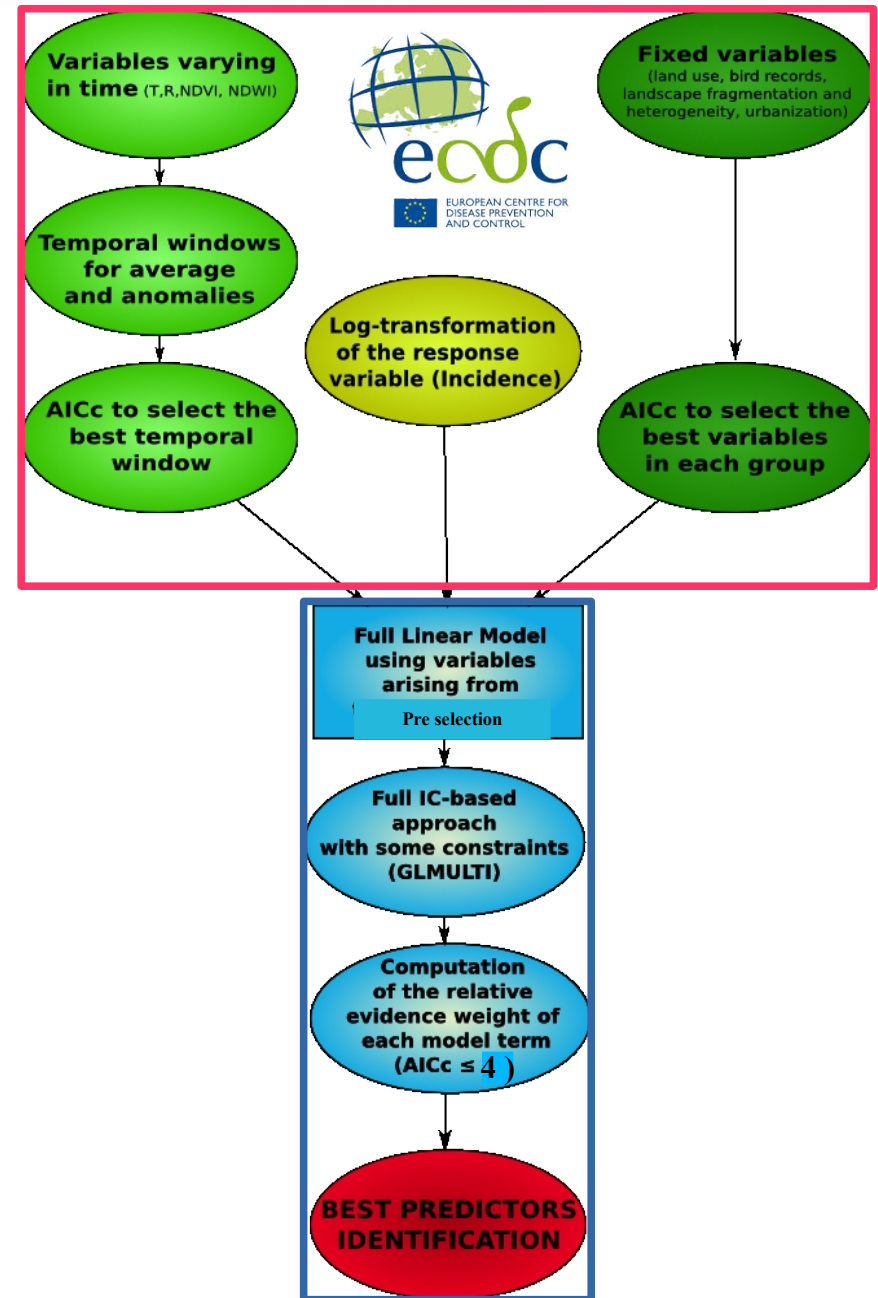 Variables varying
in time (T,R,NDVI, NDWI)
Temporal windows
for average
and anomalies
AICc to select the
best temporal
window
ecdc
EUROPEAN CENTRE FOR
DISEASE PREVENTION
AND CONTROL
Log-transformation
of the response
variable (Incidence)
Fixed variables
(land use, bird records,
landscape fragmentation and
heterogeneity, urbanization)
AICc to select the
best variables
in each group
Full Linear Model
using variables
arising from
Pre selection
Full IC-based
approach
with some constraints
(GLMULTI)
Computation
of the relative
evidence weight of
each model term
(AICc ≤ 4 )
BEST PREDICTORS
IDENTIFICATION